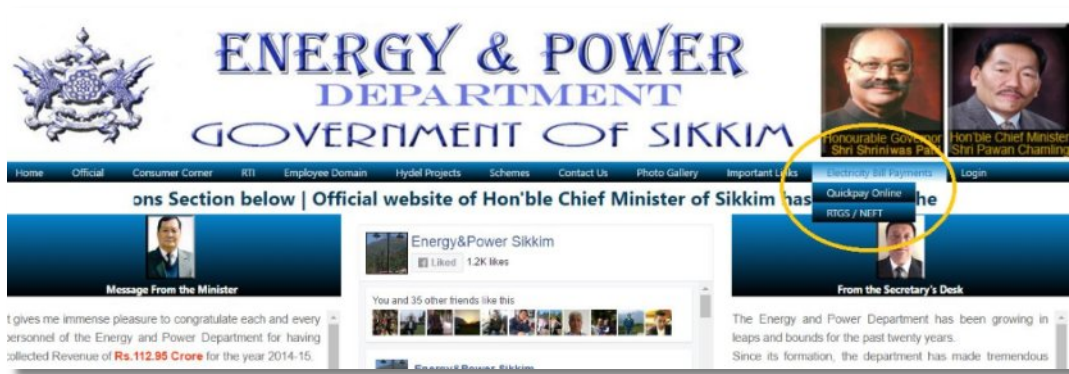 ENERGY & POWER
DEPARTMENT
GOVERNMENT OF SIKKIM
Honourable Governor
Shri Shriniwas Patil
Hon'ble Chief Minister
Shri Pawan Chamling
Home Official Consumer Corner RTI Employee Domain Hydel Projects Schemes Contact Us Photo Gallery Important Links Electricity Bill Payments Login
Quickpay Online
RTGS / NEFT
ons Section below | Official website of Hon'ble Chief Minister of Sikkim has he
Message From the Minister
t gives me immense pleasure to congratulate each and every
personnel of the Energy and Power Department for having
collected Revenue of Rs.112.95 Crore for the year 2014-15.
Energy&Power Sikkim
Liked 1.2K likes
You and 35 other friends like this
Energy&Power Sikkim
From the Secretary's Desk
The Energy and Power Department has been growing in
leaps and bounds for the past twenty years.
Since its formation, the department has made tremendous